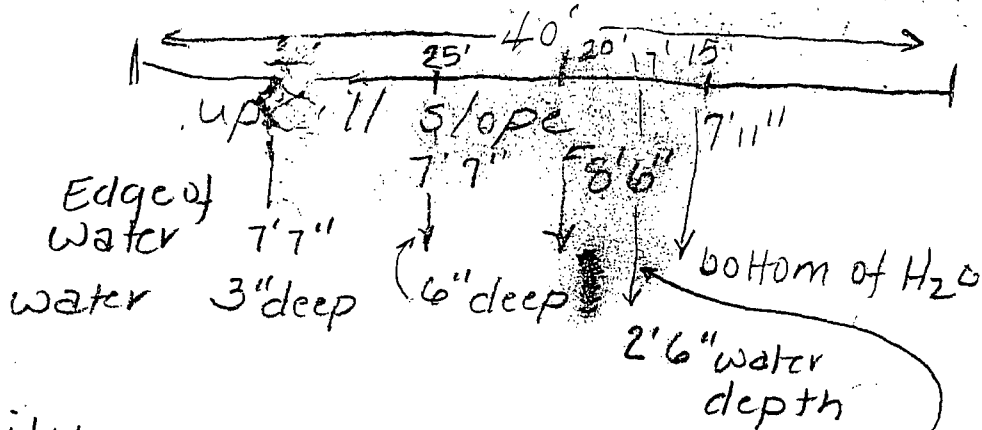 40'
25' 20' 17' 15'
up slope
7'7" 8'6" 7'11"
Edge of
water 7'7"
water 3"deep 6"deep bottom of H2O
2'6" water
depth